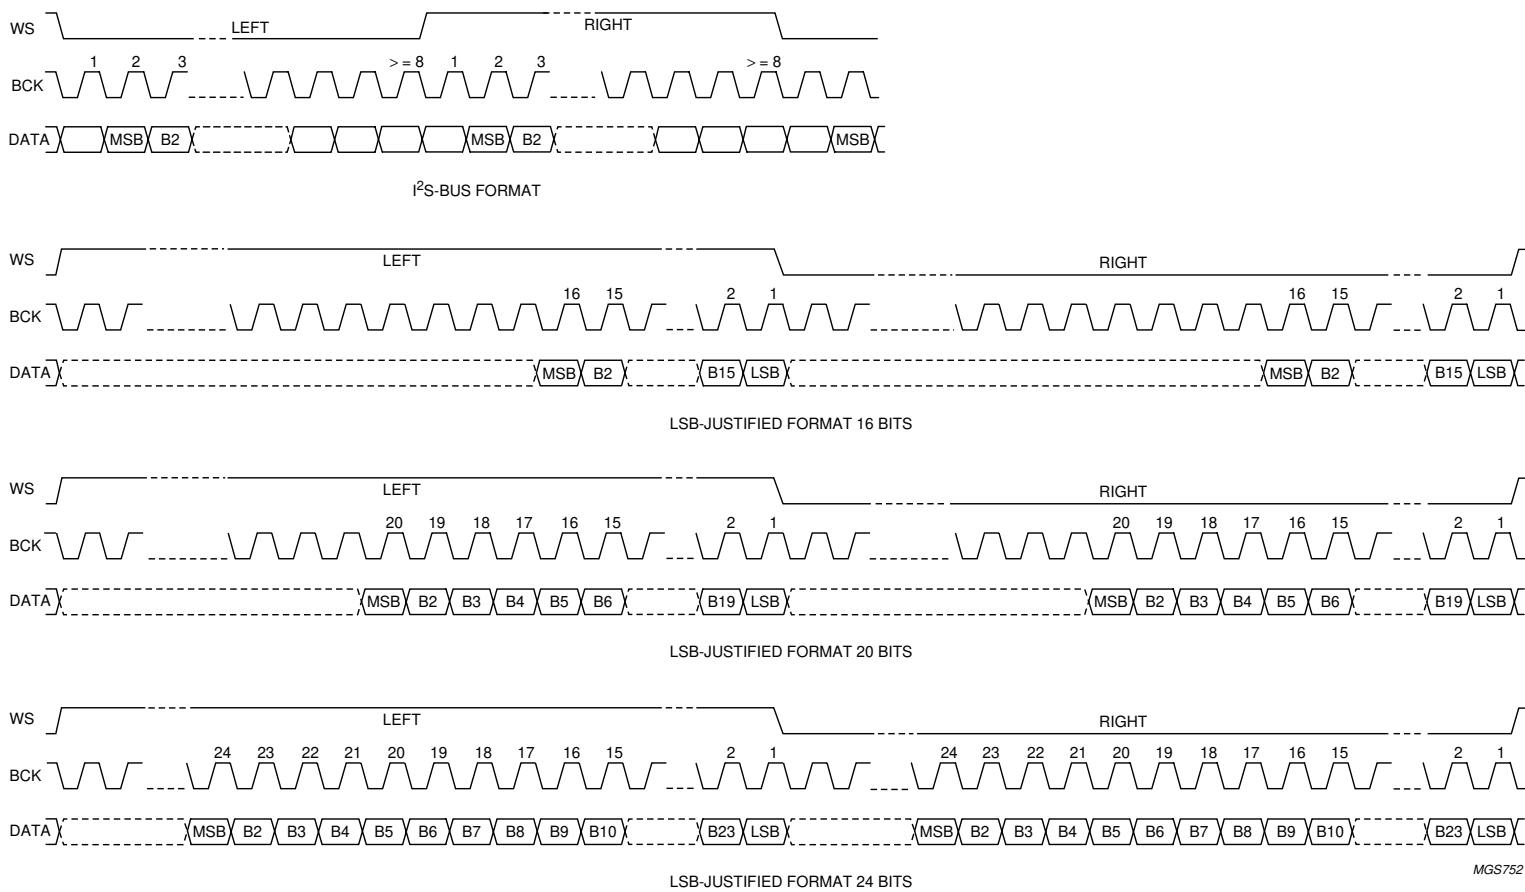 WS LEFT RIGHT
BCK 1 2 3 >= 8 1 2 3 >= 8
DATA MSB B2 MSB B2 MSB
I²S-BUS FORMAT
WS LEFT RIGHT
BCK 16 15 2 1 16 15 2 1
DATA MSB B2 B15 LSB MSB B2 B15 LSB
LSB-JUSTIFIED FORMAT 16 BITS
WS LEFT RIGHT
BCK 20 19 18 17 16 15 2 1 20 19 18 17 16 15 2 1
DATA MSB B2 B3 B4 B5 B6 B19 LSB MSB B2 B3 B4 B5 B6 B19 LSB
LSB-JUSTIFIED FORMAT 20 BITS
WS LEFT RIGHT
BCK 24 23 22 21 20 19 18 17 16 15 2 1 24 23 22 21 20 19 18 17 16 15 2 1
DATA MSB B2 B3 B4 B5 B6 B7 B8 B9 B10 B23 LSB MSB B2 B3 B4 B5 B6 B7 B8 B9 B10 B23 LSB
LSB-JUSTIFIED FORMAT 24 BITS
MGS752